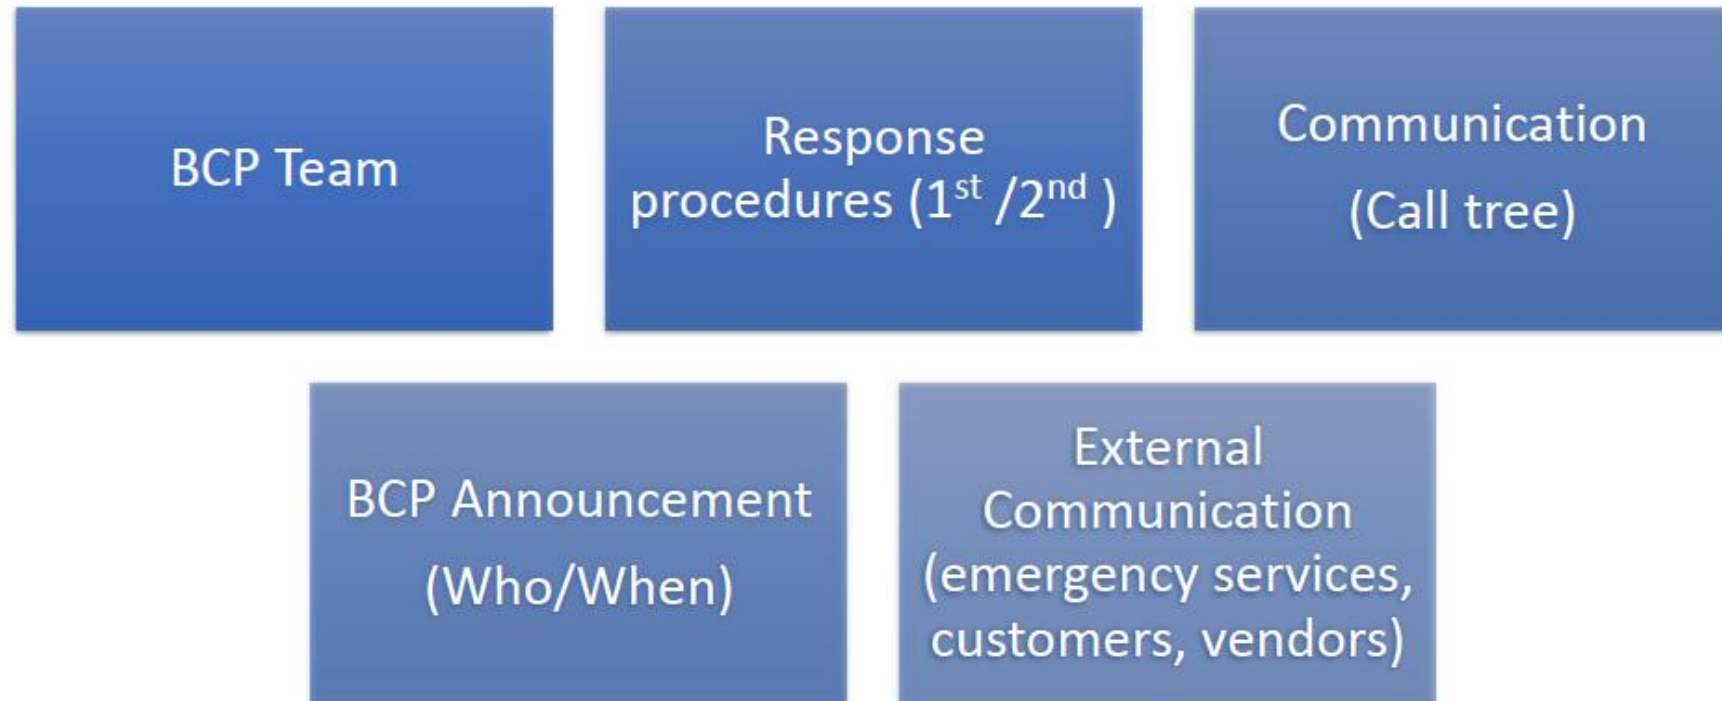 BCP Team
Response
procedures (1st /2nd )
Communication
(Call tree)
BCP Announcement
(Who/When)
External
Communication
(emergency services,
customers, vendors)